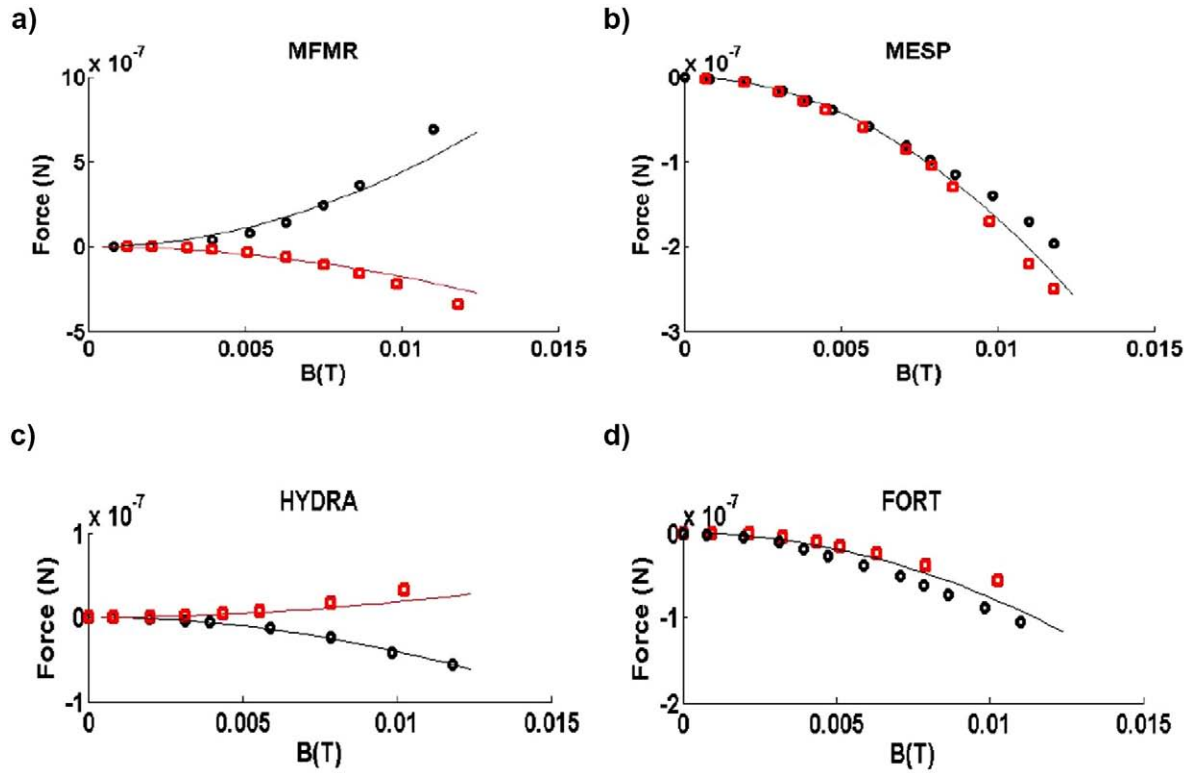 a)
MFMR
x 10^-7
Force (N)
10
5
0
-5
0 0.005 0.01 0.015
B(T)
b)
MESP
x 10^-7
Force (N)
0
-1
-2
-3
0 0.005 0.01 0.015
B(T)
c)
HYDRA
x 10^-7
Force (N)
1
0
-1
0 0.005 0.01 0.015
B(T)
d)
FORT
x 10^-7
Force (N)
0
-1
-2
0 0.005 0.01 0.015
B(T)